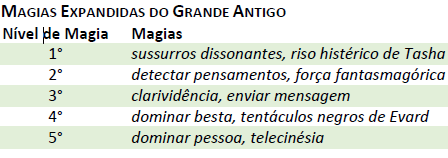 MAGIAS EXPANDIDAS DO GRANDE ANTIGO
Nível de Magia Magias
1° sussurros dissonantes, riso histérico de Tasha
2° detectar pensamentos, força fantasmagórica
3° clarividência, enviar mensagem
4° dominar besta, tentáculos negros de Evard
5° dominar pessoa, telecinésia